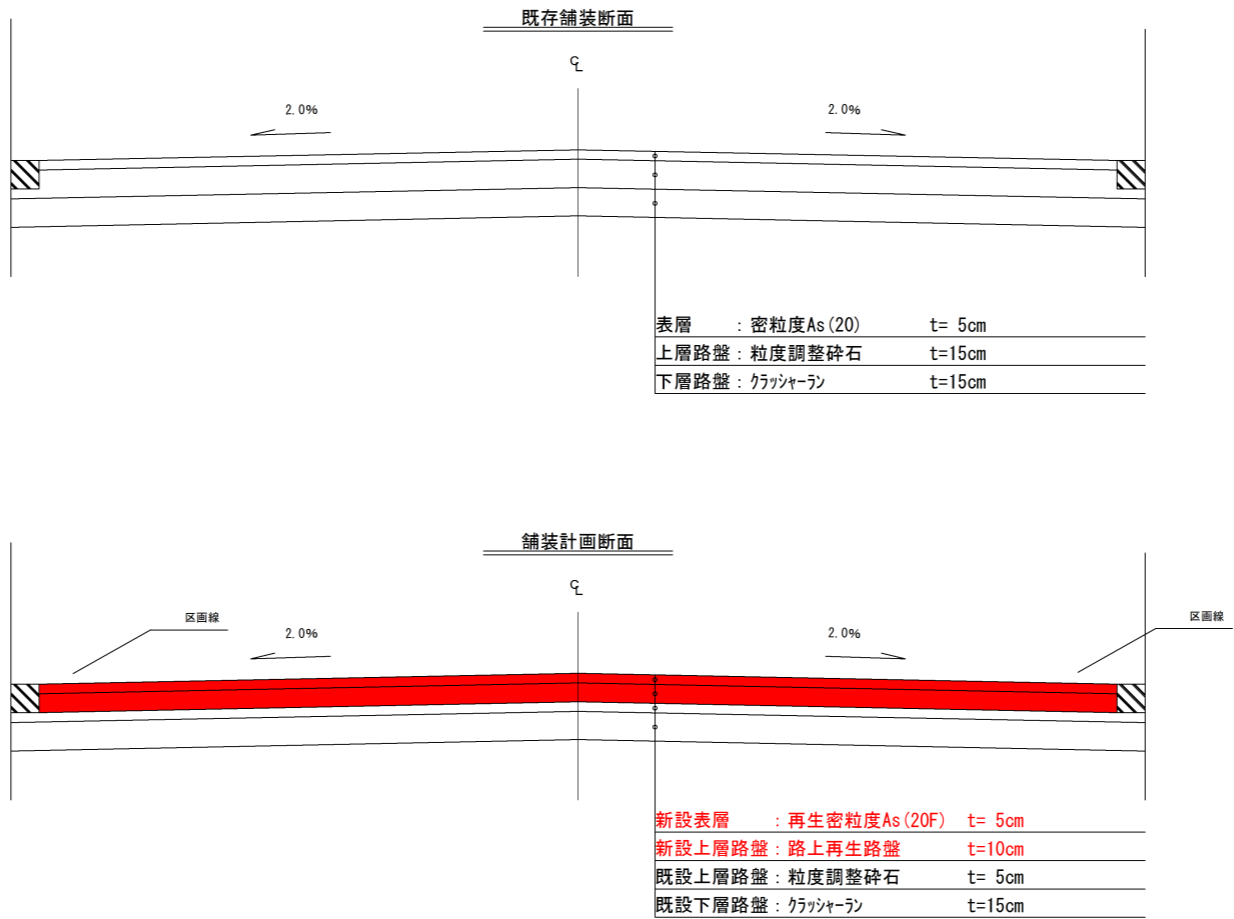 既存舗装断面
CL
2.0%
2.0%
表層 : 密粒度As(20) t= 5cm
上層路盤 : 粒度調整砕石 t=15cm
下層路盤 : クラッシャーラン t=15cm
舗装計画断面
CL
区画線
2.0%
2.0%
区画線
新設表層 : 再生密粒度As(20F) t= 5cm
新設上層路盤 : 路上再生路盤 t=10cm
既設上層路盤 : 粒度調整砕石 t= 5cm
既設下層路盤 : クラッシャーラン t=15cm